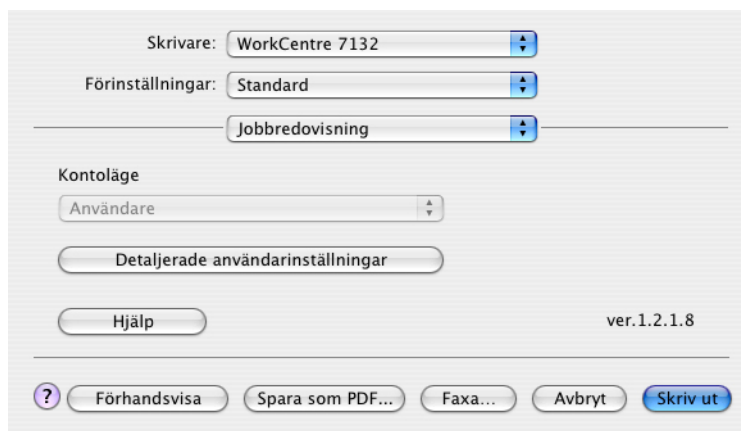 Skrivare: WorkCentre 7132
Förinställningar: Standard
Jobbredovisning
Kontoläge
Användare
Detaljerade användarinställningar
Hjälp ver.1.2.1.8
? Förhandsvisa Spara som PDF... Faxa... Avbryt Skriv ut